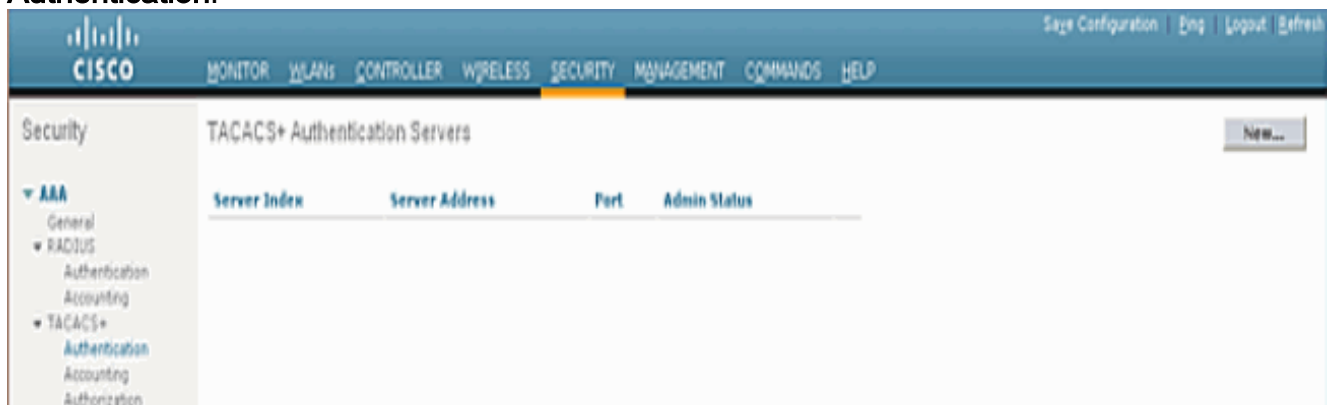 Authentication.
Save Configuration | Ping | Logout | Refresh
CISCO
MONITOR WLANs CONTROLLER WIRELESS SECURITY MANAGEMENT COMMANDS HELP
Security
TACACS+ Authentication Servers
New...
AAA
Server Index Server Address Port Admin Status
General
RADIUS
Authentication
Accounting
TACACS+
Authentication
Accounting
Authorization